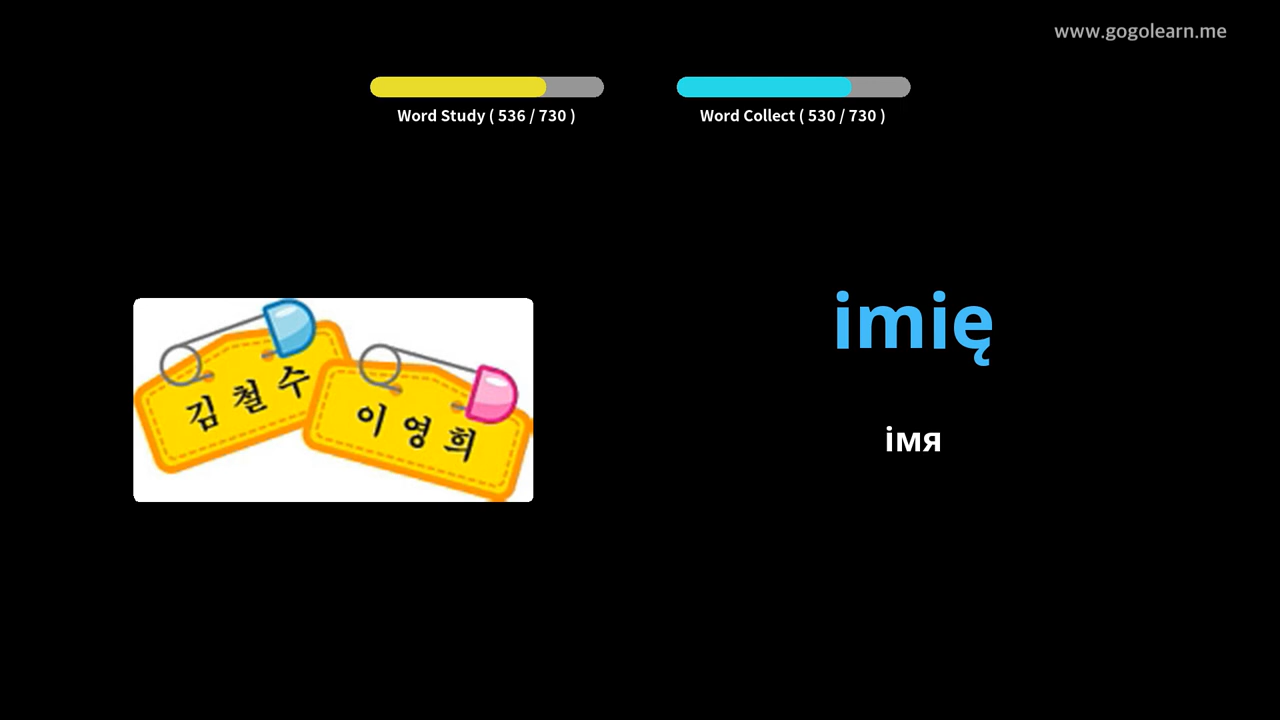 www.gogolearn.me
Word Study ( 536 / 730 )
Word Collect ( 530 / 730 )
김철수
이영희
imię
імя